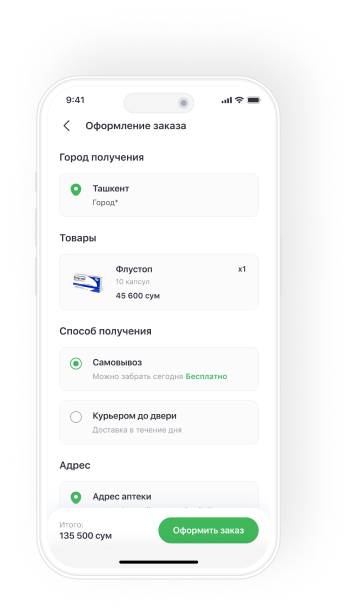 9:41
Оформление заказа
Город получения
Ташкент
Город*
Товары
Флустоп
x1
10 капсул
45 600 сум
Способ получения
Самовывоз
Можно забрать сегодня Бесплатно
Курьером до двери
Доставка в течение дня
Адрес
Адрес аптеки
Итого:
135 500 сум
Оформить заказ